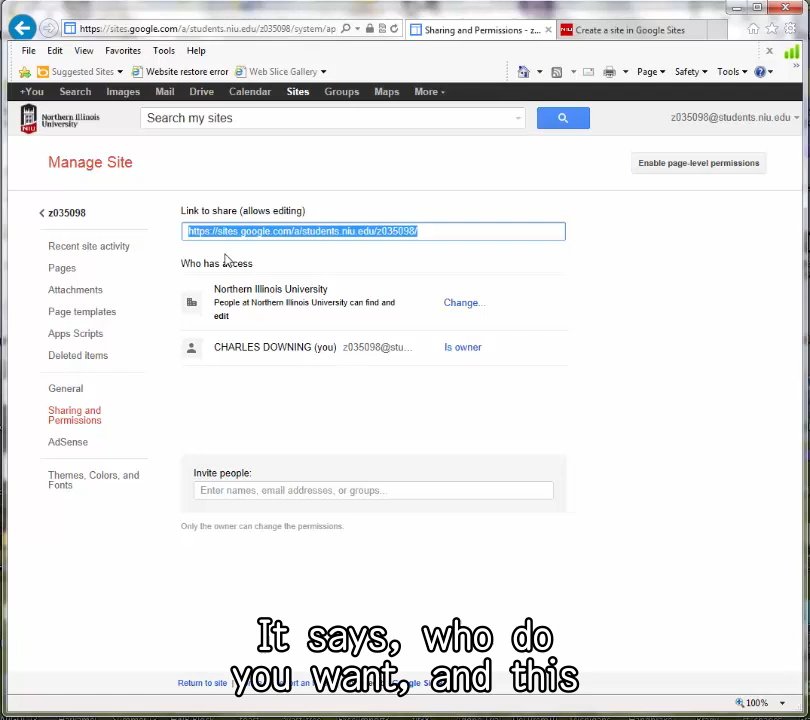 https://sites.google.com/a/students.niu.edu/z035098/system/ap
Sharing and Permissions - z...
Create a site in Google Sites
File Edit View Favorites Tools Help
Suggested Sites Website restore error Web Slice Gallery
Page Safety Tools
+You Search Images Mail Drive Calendar Sites Groups Maps More
NIU
Northern Illinois
University
Search my sites
z035098@students.niu.edu
Manage Site
Enable page-level permissions
z035098
Recent site activity
Pages
Attachments
Page templates
Apps Scripts
Deleted items
General
Sharing and
Permissions
AdSense
Themes, Colors, and
Fonts
Link to share (allows editing)
https://sites.google.com/a/students.niu.edu/z035098/
Who has access
Northern Illinois University
People at Northern Illinois University can find and
edit
Change...
CHARLES DOWNING (you) z035098@stu... Is owner
Invite people:
Enter names, email addresses, or groups...
Only the owner can change the permissions.
It says, who do
you want, and this
Return to site
100%